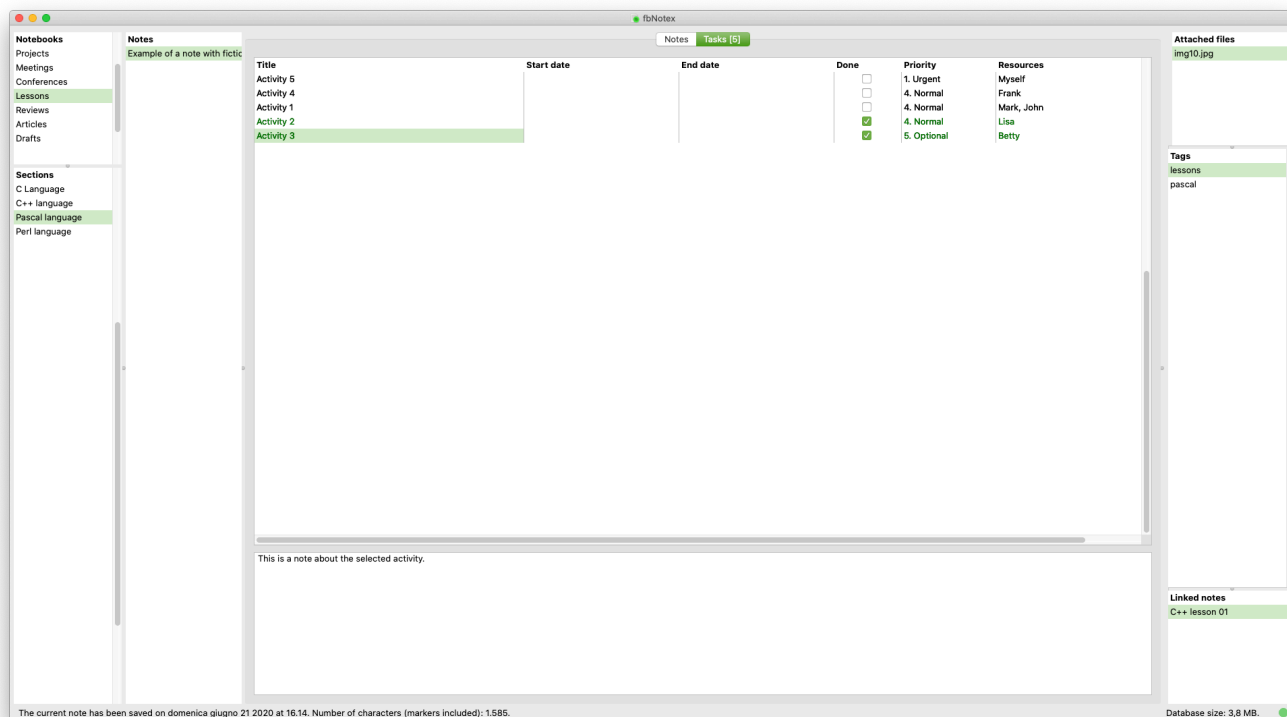 fbNotex
Notebooks
Projects
Meetings
Conferences
Lessons
Reviews
Articles
Drafts
Sections
C Language
C++ language
Pascal language
Perl language
Notes
Example of a note with fictic
Notes Tasks [5]
Title Start date End date Done Priority Resources
Activity 5 1. Urgent Myself
Activity 4 4. Normal Frank
Activity 1 4. Normal Mark, John
Activity 2 4. Normal Lisa
Activity 3 5. Optional Betty
This is a note about the selected activity.
Attached files
img10.jpg
Tags
lessons
pascal
Linked notes
C++ lesson 01
The current note has been saved on domenica giugno 21 2020 at 16.14. Number of characters (markers included): 1.585.
Database size: 3,8 MB.